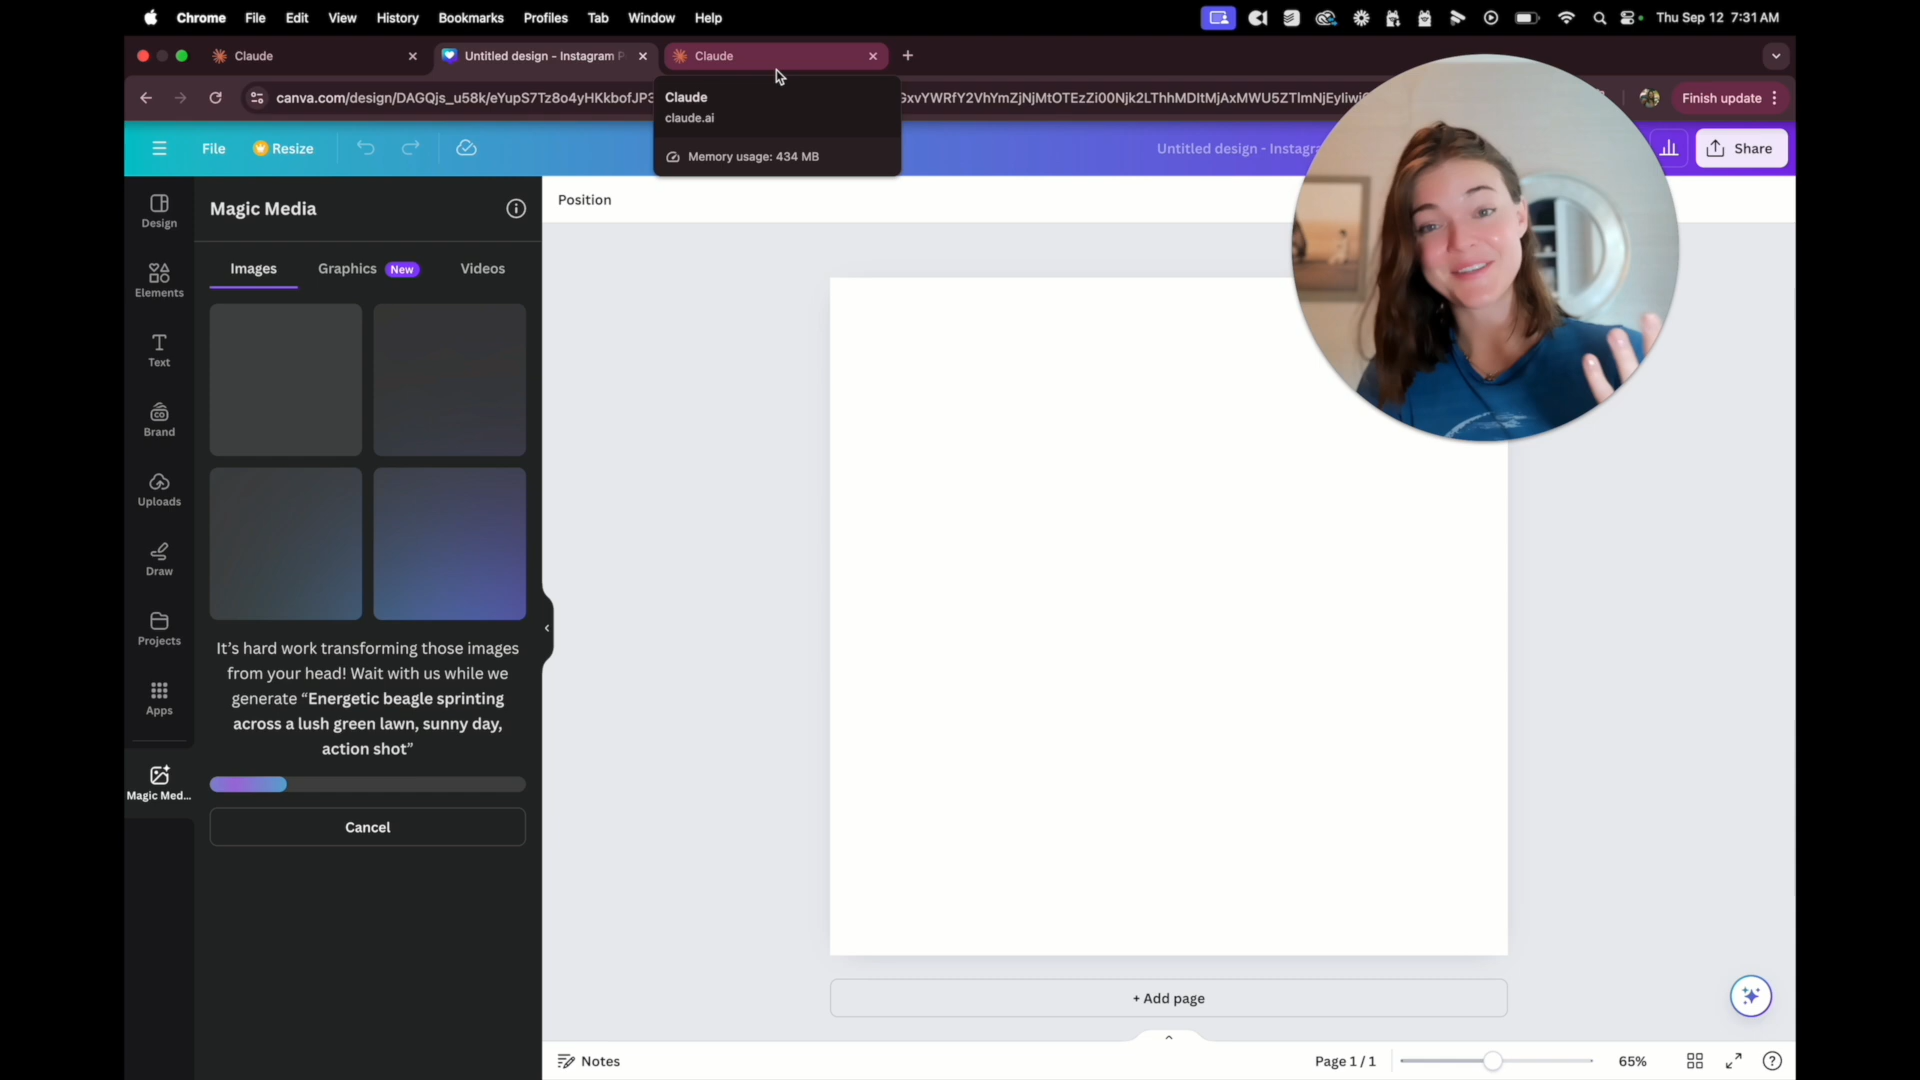 Chrome File Edit View History Bookmarks Profiles Tab Window Help
Thu Sep 12 7:31 AM
Claude
Untitled design - Instagram P
Claude
canva.com/design/DAGQjs_u58k/eYupS7Tz8o4yHKkbofJP3
Finish update
Claude
claude.ai
Memory usage: 434 MB
File
Resize
Untitled design - Instagra
Share
Design
Elements
Text
Brand
Uploads
Draw
Projects
Apps
Magic Med...
Magic Media
Images
Graphics
New
Videos
It's hard work transforming those images
from your head! Wait with us while we
generate “Energetic beagle sprinting
across a lush green lawn, sunny day,
action shot”
Cancel
Position
+ Add page
Notes
Page 1 / 1
65%